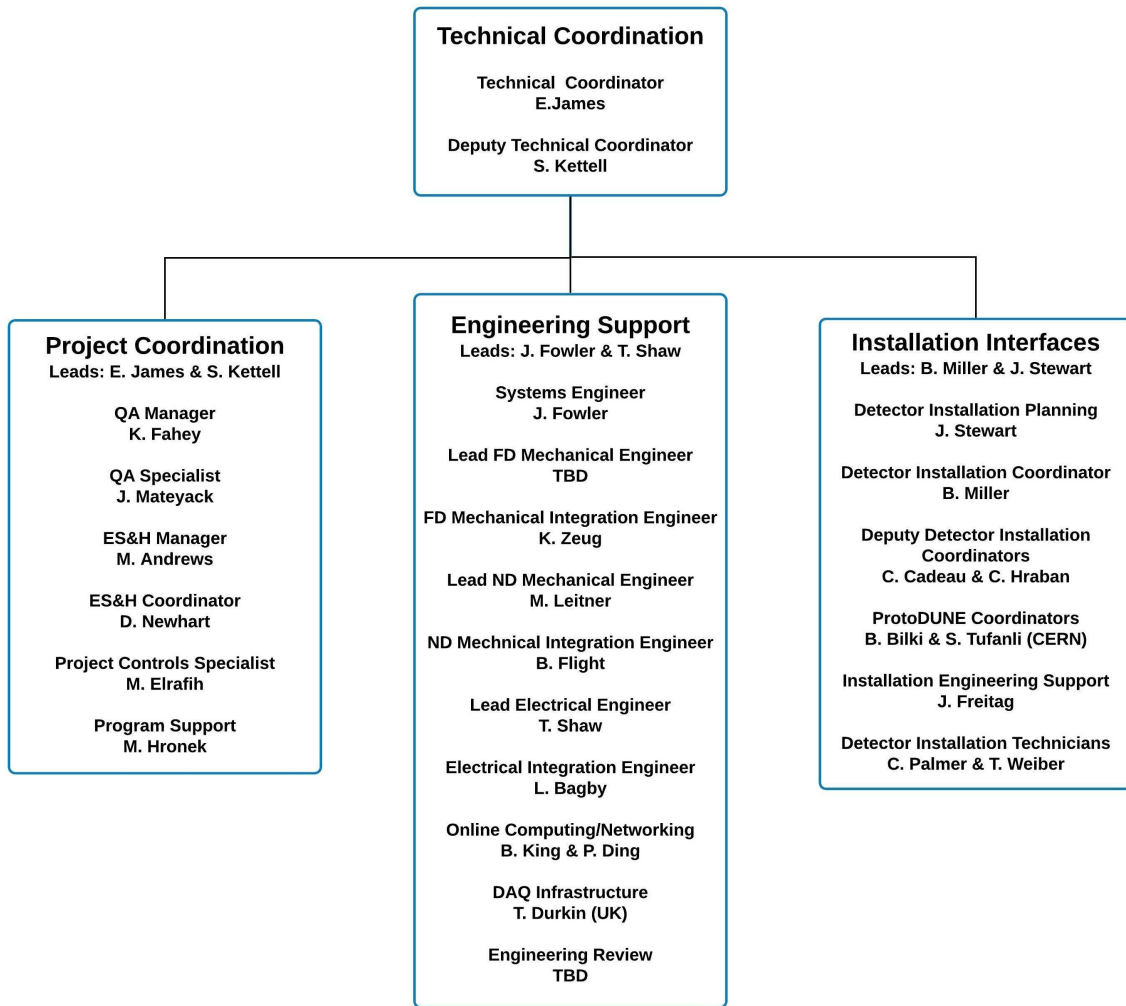 Technical Coordination
Technical Coordinator
E.James
Deputy Technical Coordinator
S. Kettell
Project Coordination
Leads: E. James & S. Kettell
QA Manager
K. Fahey
QA Specialist
J. Mateyack
ES&H Manager
M. Andrews
ES&H Coordinator
D. Newhart
Project Controls Specialist
M. Elrafih
Program Support
M. Hronek
Engineering Support
Leads: J. Fowler & T. Shaw
Systems Engineer
J. Fowler
Lead FD Mechanical Engineer
TBD
FD Mechanical Integration Engineer
K. Zeug
Lead ND Mechanical Engineer
M. Leitner
ND Mechnical Integration Engineer
B. Flight
Lead Electrical Engineer
T. Shaw
Electrical Integration Engineer
L. Bagby
Online Computing/Networking
B. King & P. Ding
DAQ Infrastructure
T. Durkin (UK)
Engineering Review
TBD
Installation Interfaces
Leads: B. Miller & J. Stewart
Detector Installation Planning
J. Stewart
Detector Installation Coordinator
B. Miller
Deputy Detector Installation
Coordinators
C. Cadeau & C. Hraban
ProtoDUNE Coordinators
B. Bilki & S. Tufanli (CERN)
Installation Engineering Support
J. Freitag
Detector Installation Technicians
C. Palmer & T. Weiber